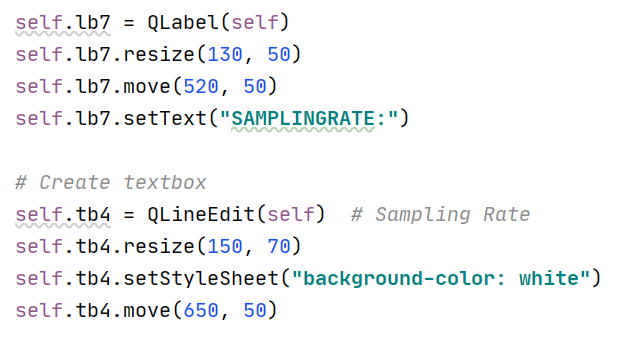 self.lb7 = QLabel(self)
self.lb7.resize(130, 50)
self.lb7.move(520, 50)
self.lb7.setText("SAMPLINGRATE:")
# Create textbox
self.tb4 = QLineEdit(self)  # Sampling Rate
self.tb4.resize(150, 70)
self.tb4.setStyleSheet("background-color: white")
self.tb4.move(650, 50)